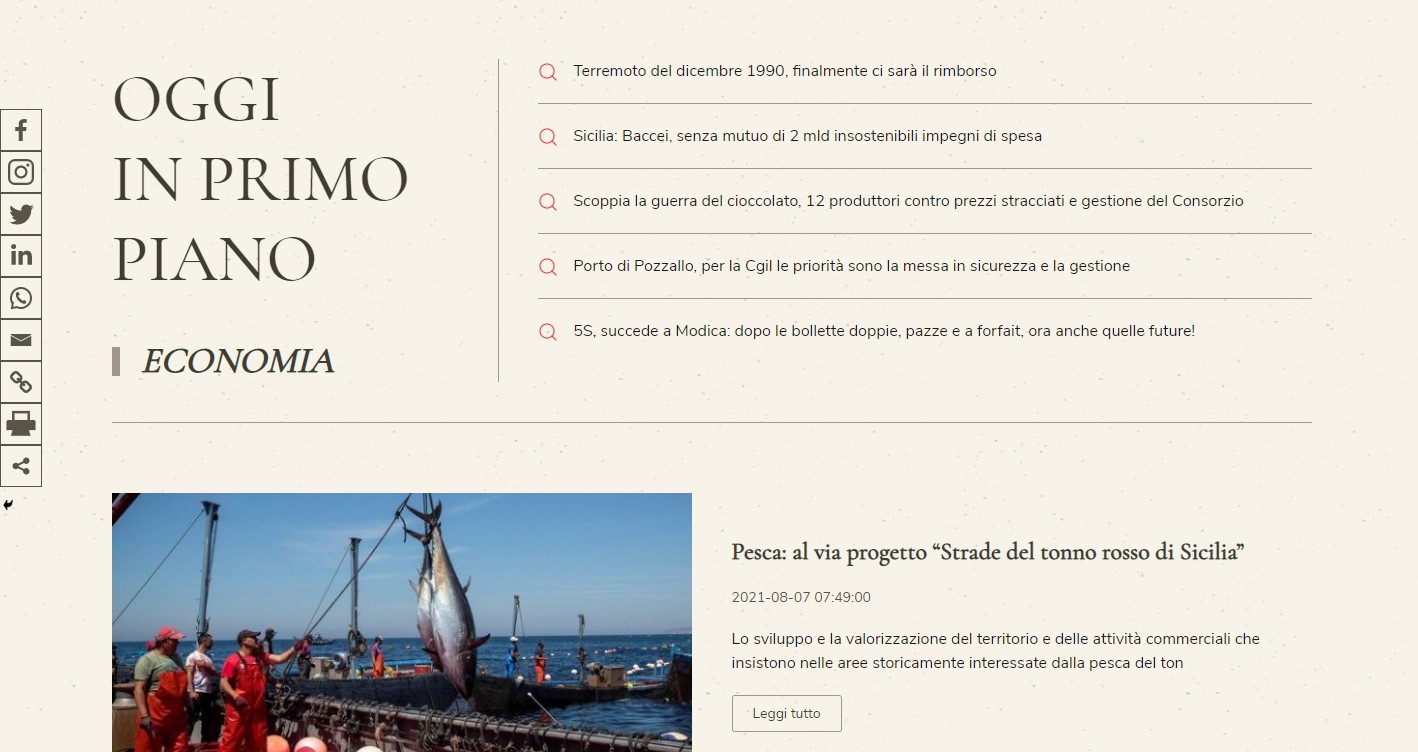 OGGI
IN PRIMO
PIANO
ECONOMIA
Terremoto del dicembre 1990, finalmente ci sarà il rimborso
Sicilia: Baccei, senza mutuo di 2 mld insostenibili impegni di spesa
Scoppia la guerra del cioccolato, 12 produttori contro prezzi stracciati e gestione del Consorzio
Porto di Pozzallo, per la Cgil le priorità sono la messa in sicurezza e la gestione
5S, succede a Modica: dopo le bollette doppie, pazze e a forfait, ora anche quelle future!
Pesca: al via progetto “Strade del tonno rosso di Sicilia”
2021-08-07 07:49:00
Lo sviluppo e la valorizzazione del territorio e delle attività commerciali che
insistono nelle aree storicamente interessate dalla pesca del ton
Leggi tutto